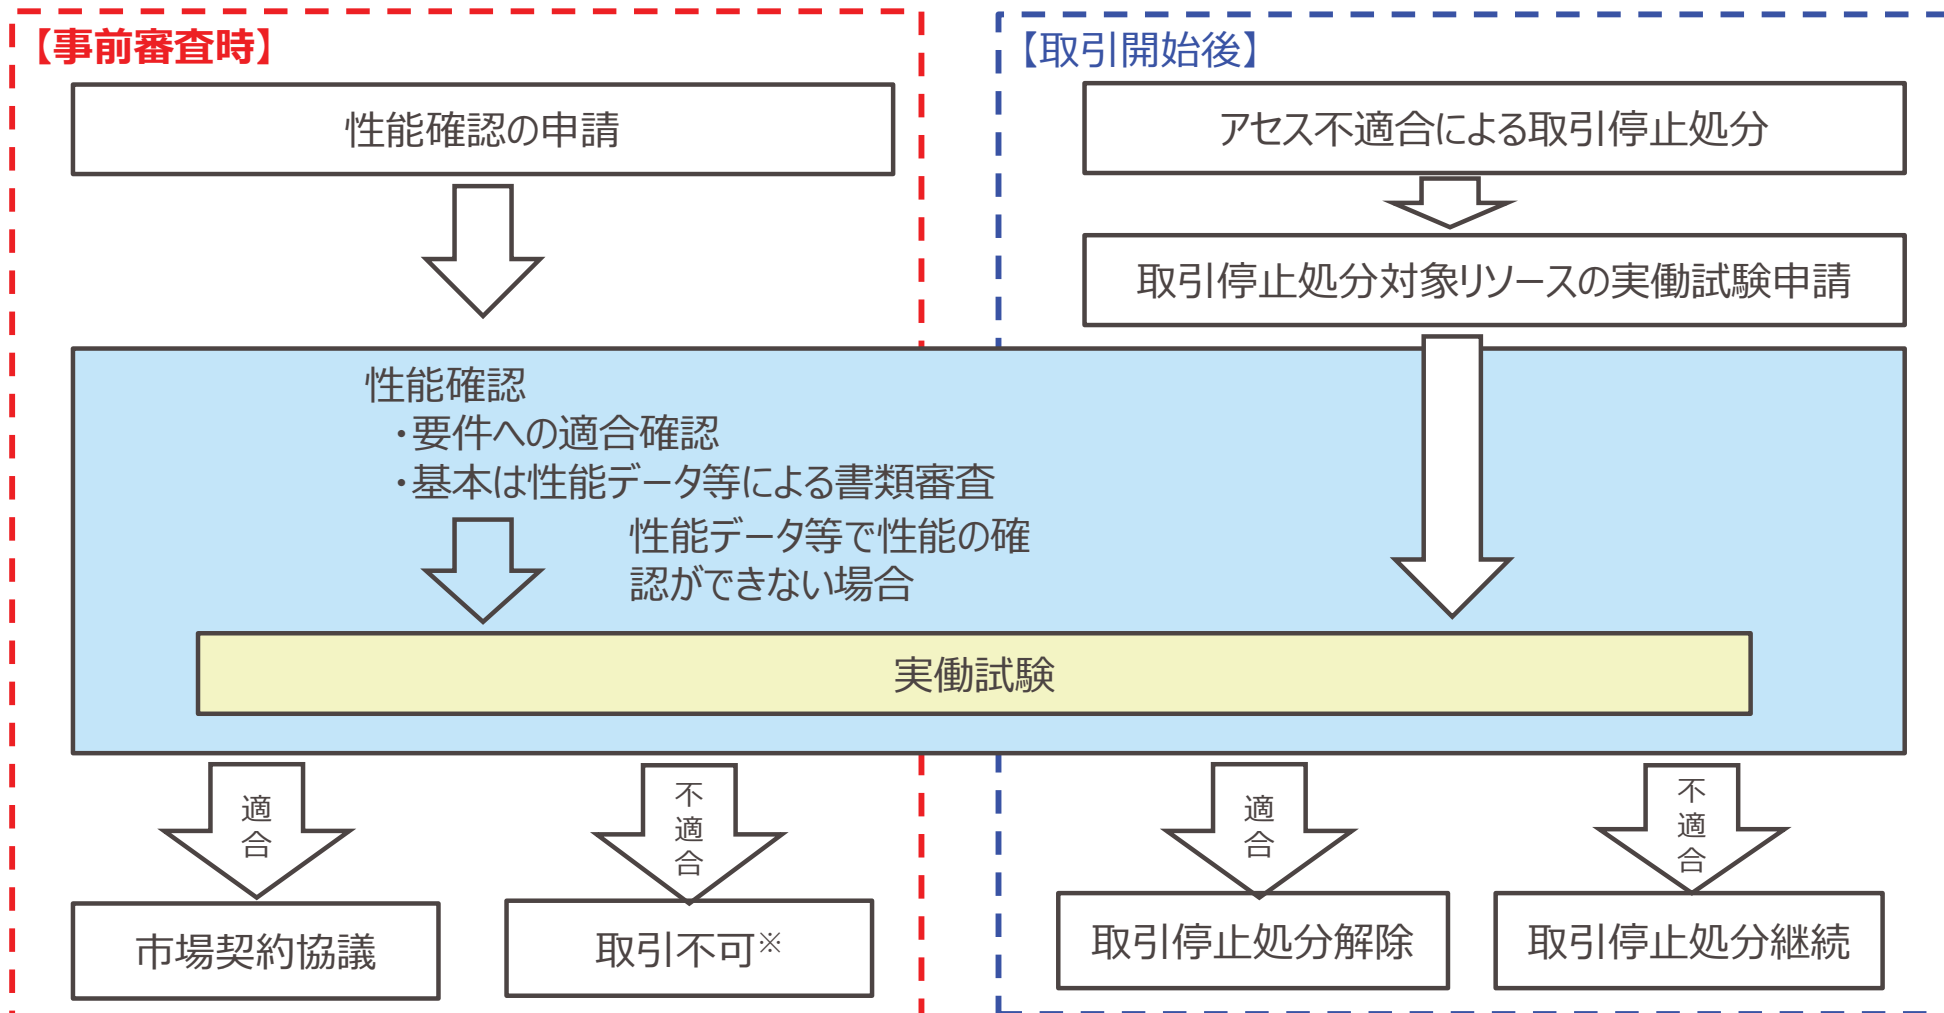 【事前審査時】
性能確認の申請
性能確認
・要件への適合確認
・基本は性能データ等による書類審査
性能データ等で性能の確
認ができない場合
【取引開始後】
アセス不適合による取引停止処分
取引停止処分対象リソースの実働試験申請
実働試験
適合
不適合
市場契約協議
取引不可※
適合
不適合
取引停止処分解除
取引停止処分継続